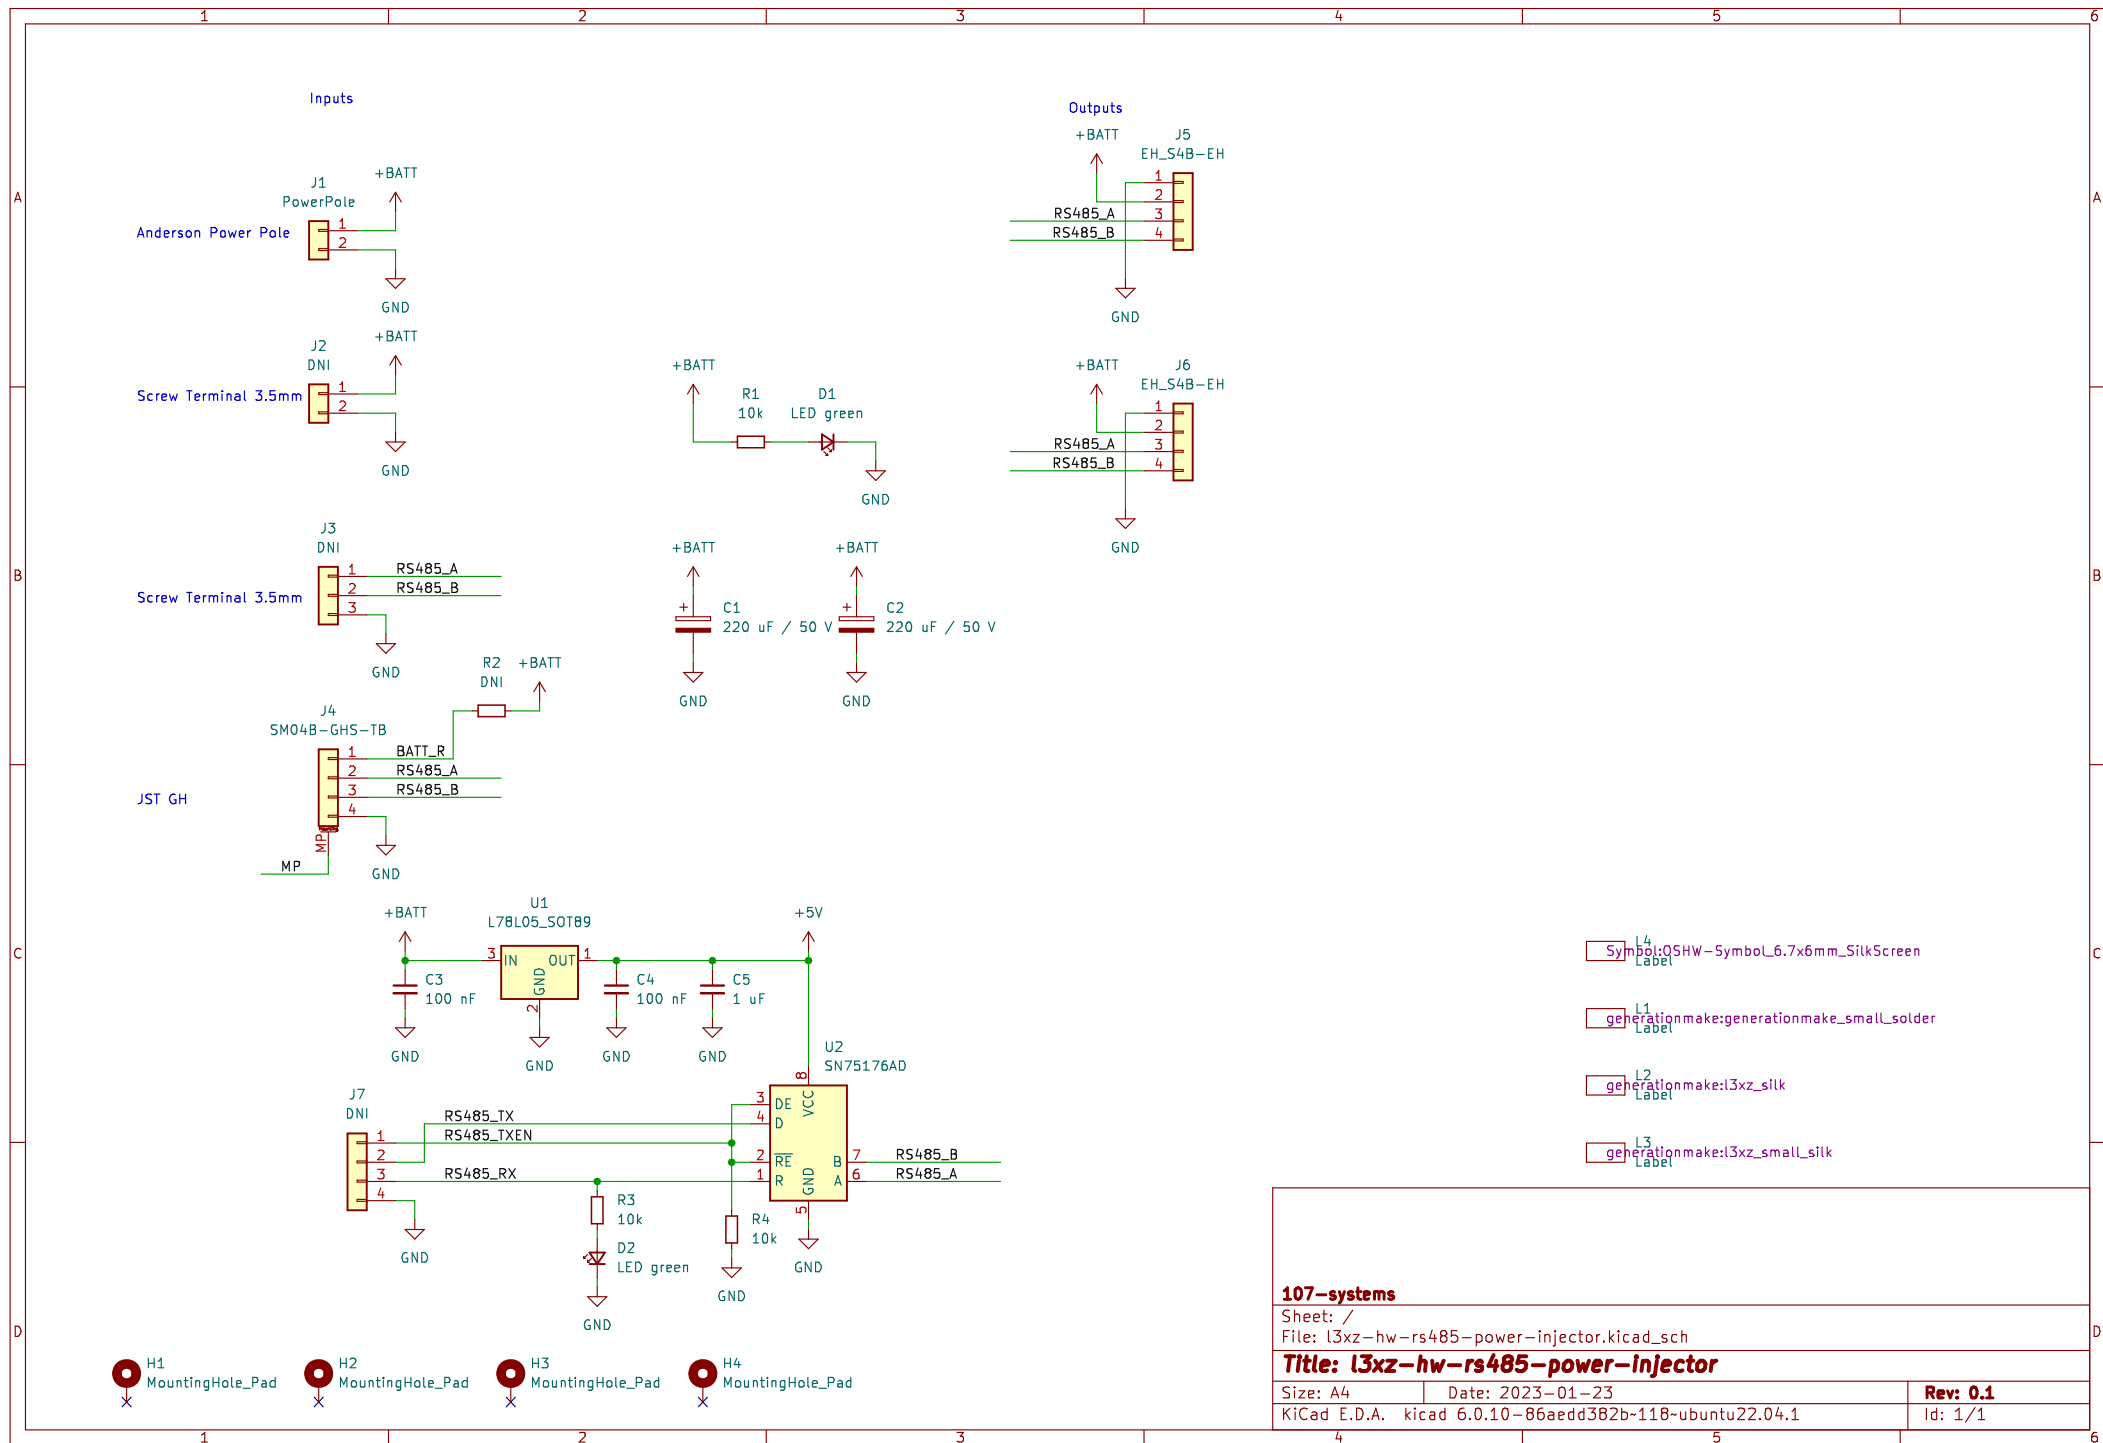 1 2 3 4 5 6
Inputs
Outputs
+BATT
J5
EH_S4B-EH
1
2
RS485_A 3
RS485_B 4
GND
A
A
J1
PowerPole
+BATT
Anderson Power Pole
1
2
GND
J2
DNI
+BATT
Screw Terminal 3.5mm
1
2
GND
+BATT
R1
10k
D1
LED green
GND
+BATT
J6
EH_S4B-EH
1
2
RS485_A 3
RS485_B 4
GND
B
B
J3
DNI
Screw Terminal 3.5mm
1 RS485_A
2 RS485_B
3
GND
+BATT
+
C1
220 uF / 50 V
GND
+BATT
+
C2
220 uF / 50 V
GND
R2
DNI
+BATT
J4
SM04B-GHS-TB
JST GH
1 BATT_R
2 RS485_A
3 RS485_B
4
MP
MP
GND
C
C
+BATT
U1
L78L05_SOT89
+5V
3 IN OUT 1
GND
2
C3
100 nF
C4
100 nF
C5
1 uF
GND
GND
GND
GND
U2
SN75176AD
8
VCC
3 DE
4 D
2 RE
1 R
B 7 RS485_B
A 6 RS485_A
GND
5
GND
J7
DNI
RS485_TX
1 RS485_TXEN
2
3 RS485_RX
4
GND
R3
10k
D2
LED green
GND
R4
10k
GND
L4
Symbol:OSHW-Symbol_6.7x6mm_SilkScreen
Label
L1
generationmake:generationmake_small_solder
Label
L2
generationmake:l3xz_silk
Label
L3
generationmake:l3xz_small_silk
Label
D
D
H1
MountingHole_Pad
H2
MountingHole_Pad
H3
MountingHole_Pad
H4
MountingHole_Pad
107-systems
Sheet: /
File: l3xz-hw-rs485-power-injector.kicad_sch
Title: l3xz-hw-rs485-power-injector
Size: A4 Date: 2023-01-23 Rev: 0.1
KiCad E.D.A. kicad 6.0.10-86aedd382b~118~ubuntu22.04.1 Id: 1/1
1 2 3 4 5 6